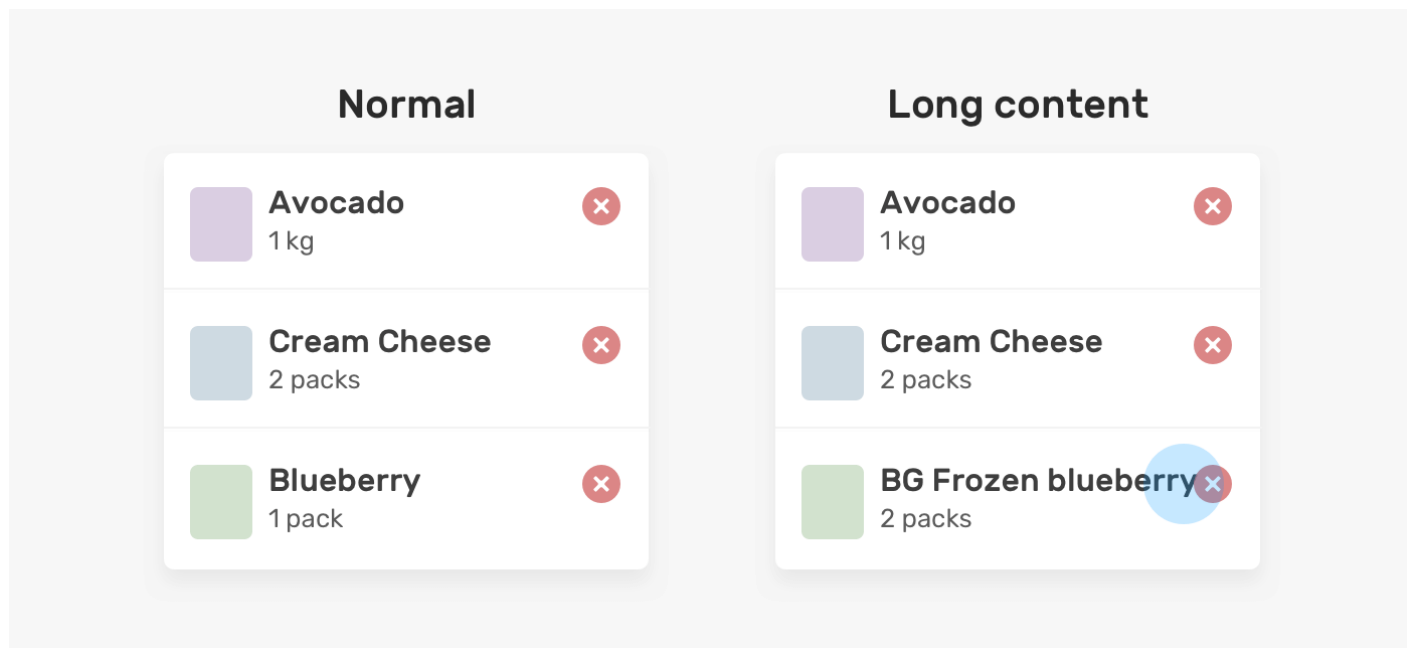 Normal
Avocado
1 kg
Cream Cheese
2 packs
Blueberry
1 pack
Long content
Avocado
1 kg
Cream Cheese
2 packs
BG Frozen blueberry
2 packs